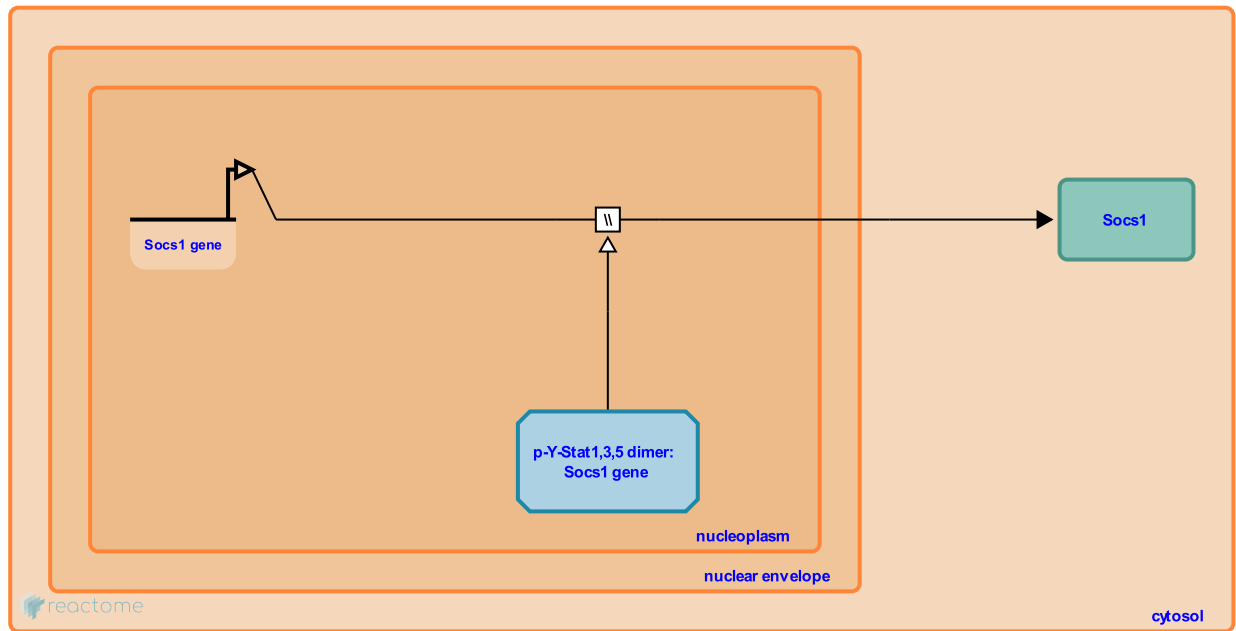 \\
Socs1 gene
Socs1
p-Y-Stat1,3,5 dimer:
Socs1 gene
nucleoplasm
nuclear envelope
reactome
cytosol